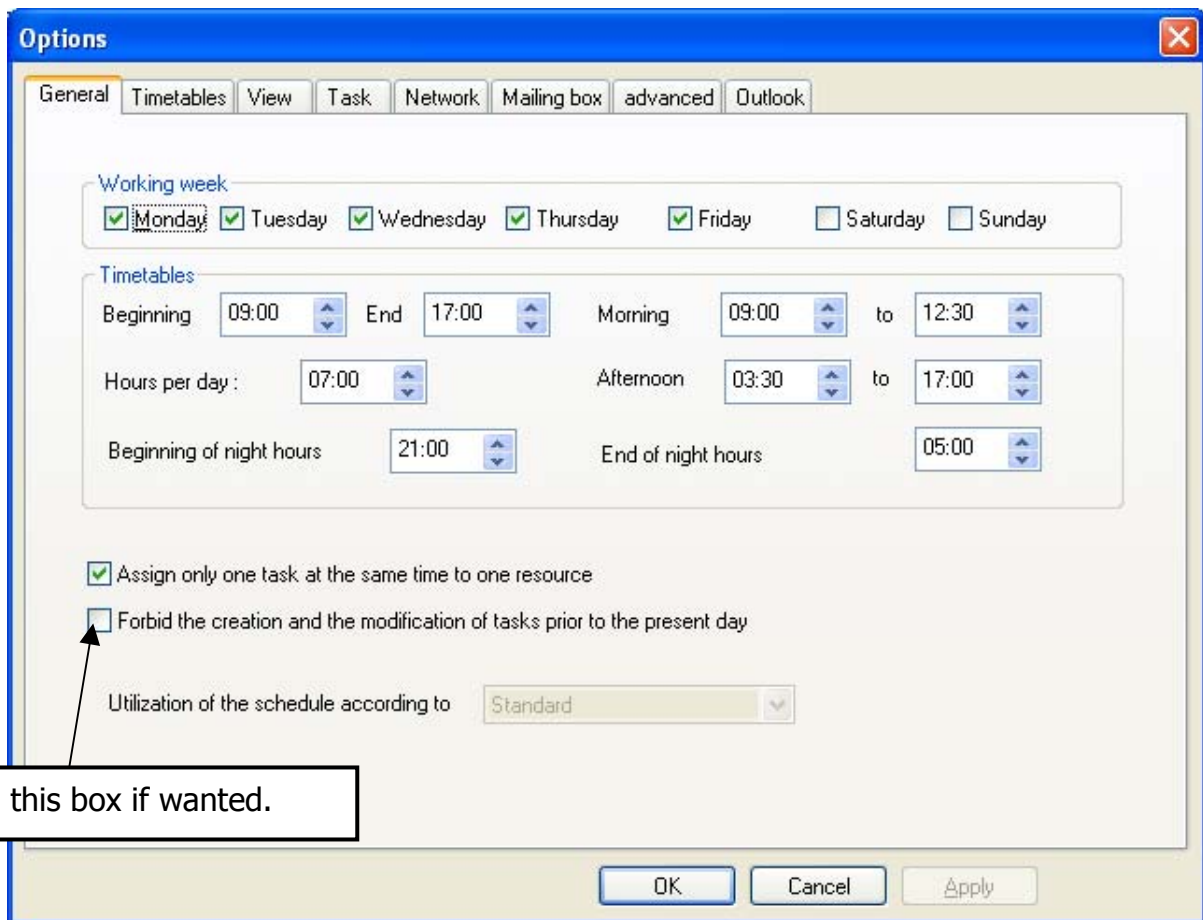 Options
General Timetables View Task Network Mailing box advanced Outlook
Working week
Monday Tuesday Wednesday Thursday Friday Saturday Sunday
Timetables
Beginning 09:00 End 17:00 Morning 09:00 to 12:30
Hours per day : 07:00 Afternoon 03:30 to 17:00
Beginning of night hours 21:00 End of night hours 05:00
Assign only one task at the same time to one resource
Forbid the creation and the modification of tasks prior to the present day
Utilization of the schedule according to Standard
this box if wanted.
OK Cancel Apply